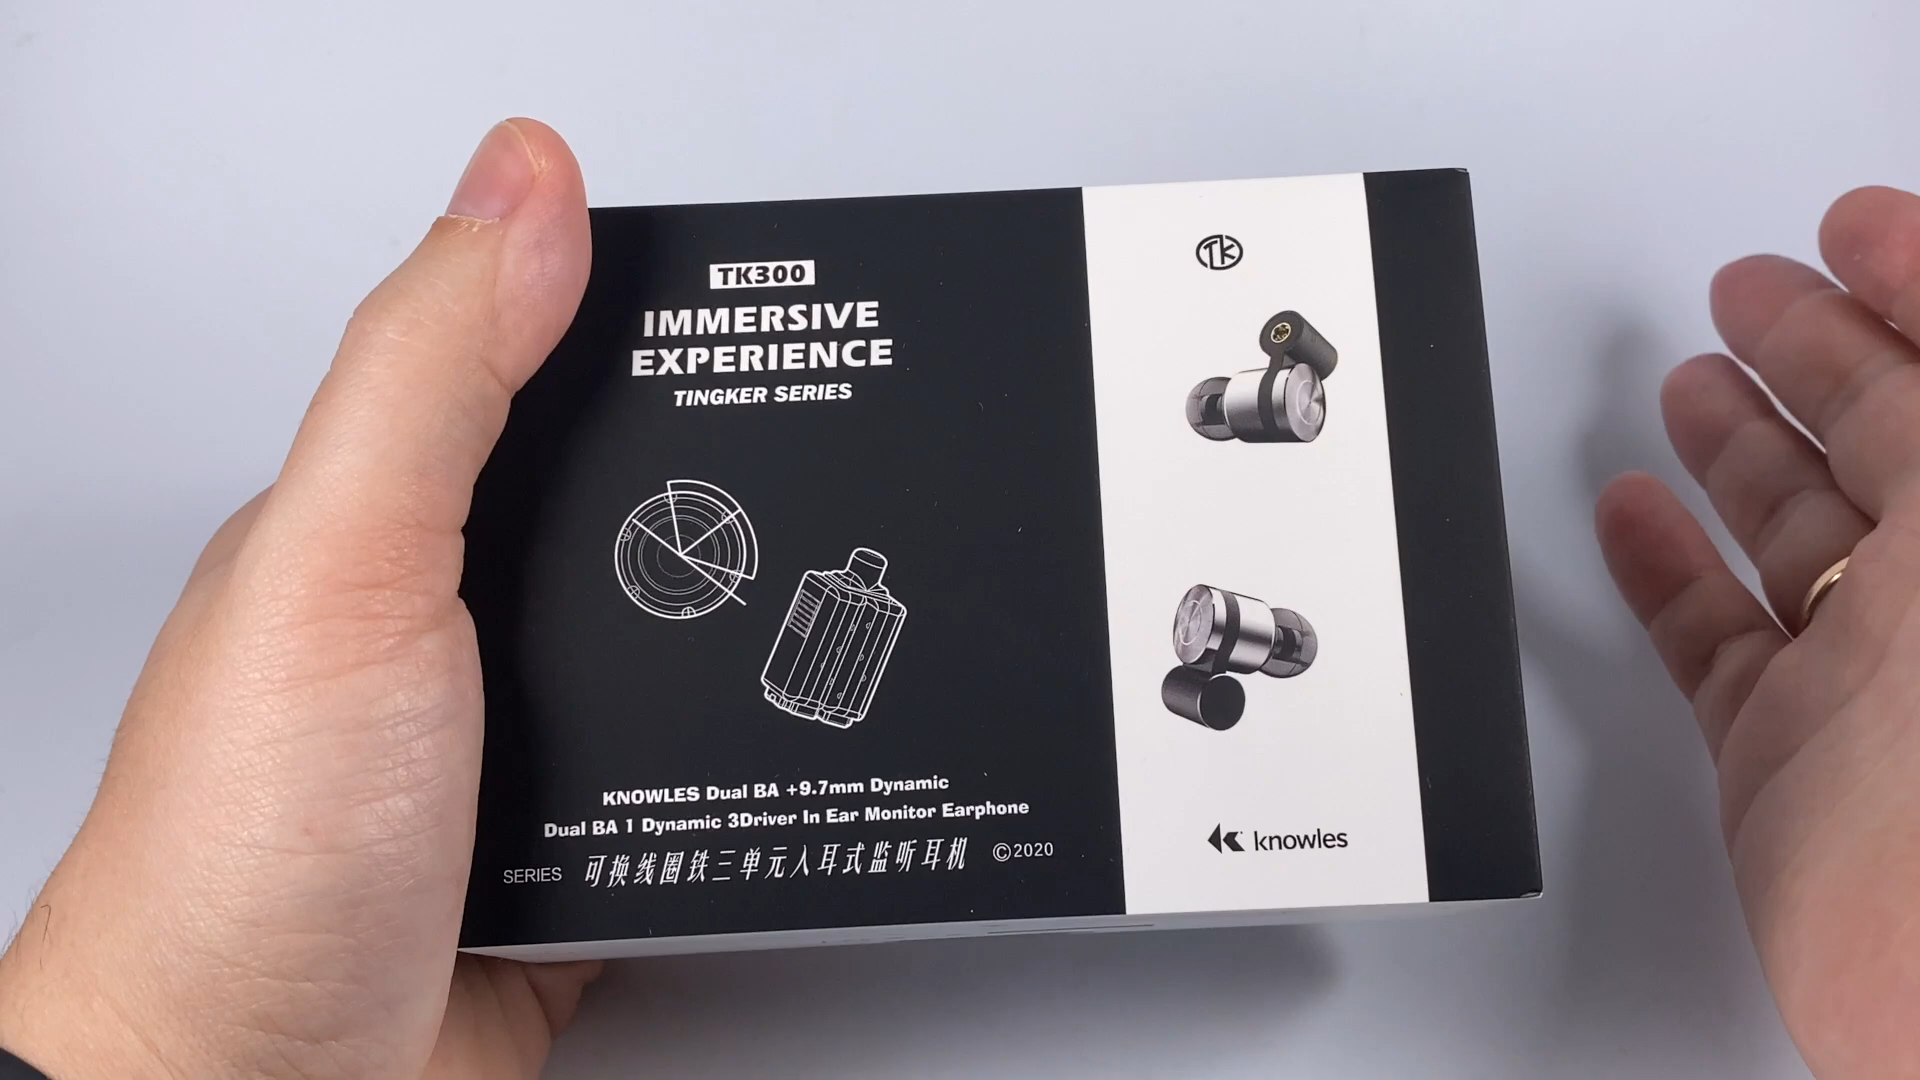 TK300
IMMERSIVE
EXPERIENCE
TINGKER SERIES
KNOWLES Dual BA +9.7mm Dynamic
Dual BA 1 Dynamic 3Driver In Ear Monitor Earphone
SERIES 可换线圈铁三单元入耳式监听耳机 ©2020
TK
knowles